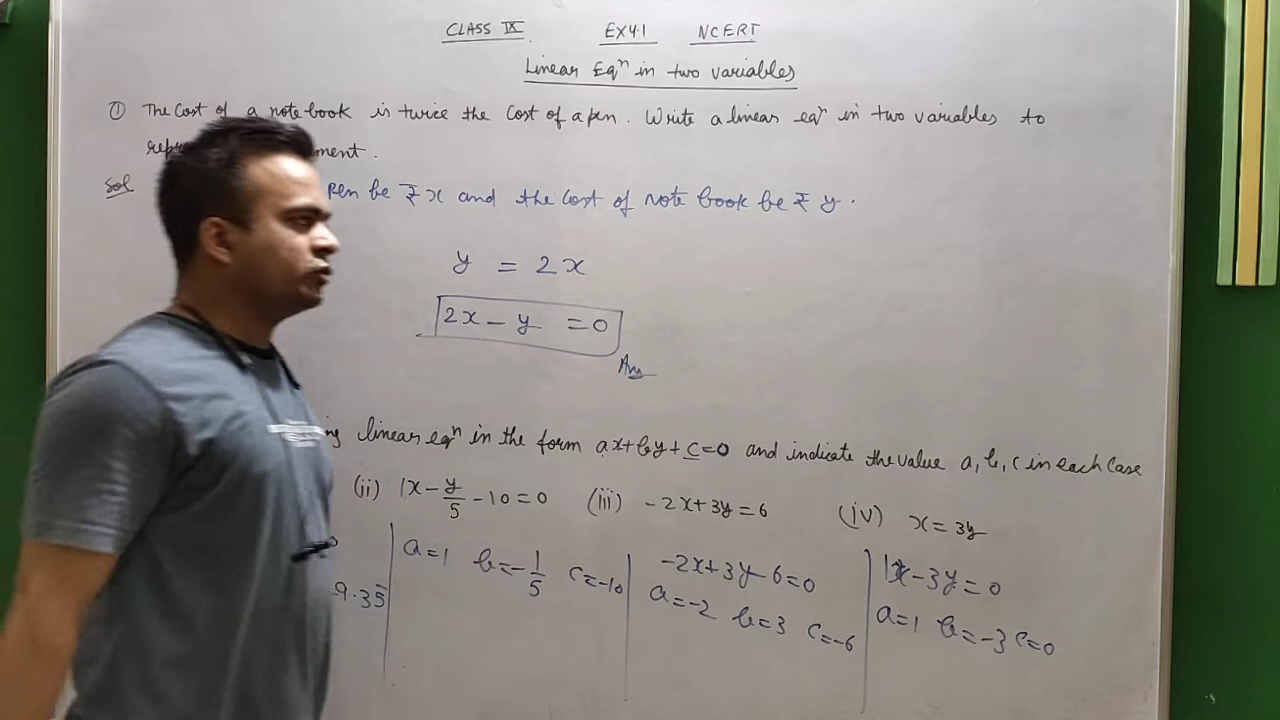 CLASS IX EX4.1 NCERT
Linear Eqⁿ in two variables
① The Cost of a note book is twice the Cost of a pen. Write a linear eqⁿ in two variables to
ment.
Sol pen be ₹ x and the Cost of note book be ₹ y.
y = 2x
2x - y = 0
Ans
linear eqⁿ in the form ax+by+c=0 and indicate the value a, b, c in each case
(ii) 1x - y/5 - 10 = 0 (iii) -2x+3y=6 (iv) x=3y
a=1 b=-1/5 c=-10 -2x+3y-6=0 1x-3y=0
-9.35 a=-2 b=3 c=-6 a=1 b=-3 c=0